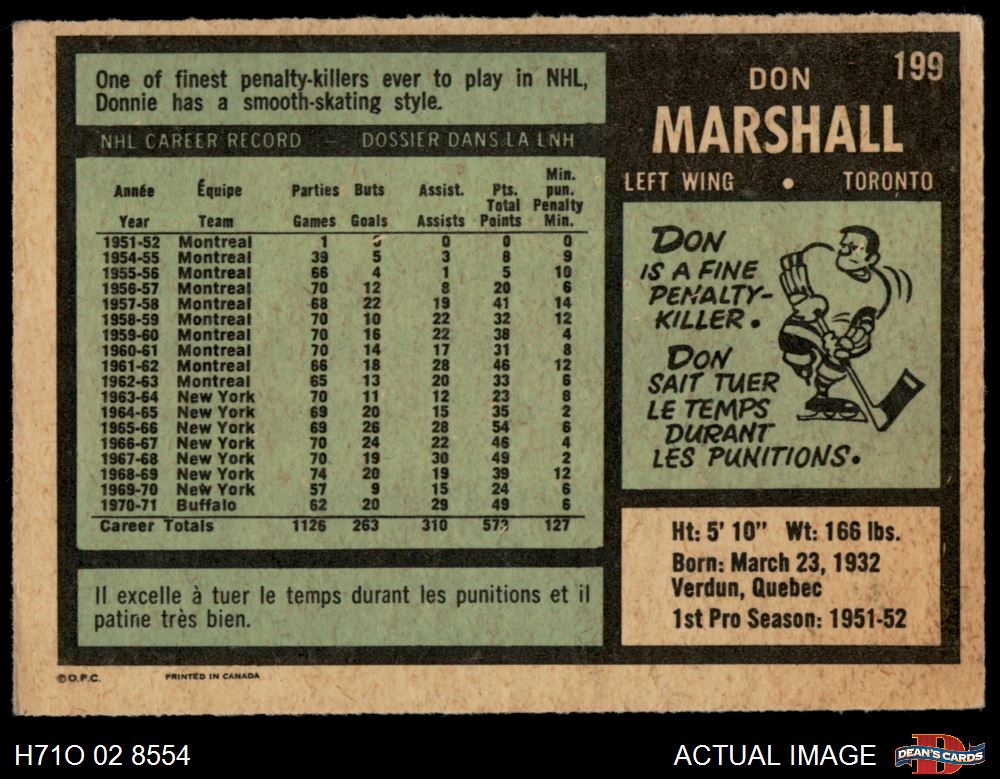 One of finest penalty-killers ever to play in NHL,
Donnie has a smooth-skating style.
NHL CAREER RECORD — DOSSIER DANS LA LNH
Année Équipe Parties Buts Assist. Pts. Total Min. pun. Penalty
Year Team Games Goals Assists Points Min.
1951-52 Montreal 1 0 0 0
1954-55 Montreal 39 5 3 8 9
1955-56 Montreal 66 4 1 5 10
1956-57 Montreal 70 12 8 20 6
1957-58 Montreal 68 22 19 41 14
1958-59 Montreal 70 10 22 32 12
1959-60 Montreal 70 16 22 38 4
1960-61 Montreal 70 14 17 31 8
1961-62 Montreal 66 18 28 46 12
1962-63 Montreal 65 13 20 33 6
1963-64 New York 70 11 12 23 8
1964-65 New York 69 20 15 35 2
1965-66 New York 69 26 28 54 6
1966-67 New York 70 24 22 46 4
1967-68 New York 70 19 30 49 2
1968-69 New York 74 20 19 39 12
1969-70 New York 57 9 15 24 6
1970-71 Buffalo 62 20 29 49 6
Career Totals 1126 263 310 127
Il excelle à tuer le temps durant les punitions et il
patine très bien.
199
DON
MARSHALL
LEFT WING • TORONTO
DON
IS A FINE
PENALTY-
KILLER.
DON
SAIT TUER
LE TEMPS
DURANT
LES PUNITIONS.
Ht: 5' 10" Wt: 166 lbs.
Born: March 23, 1932
Verdun, Quebec
1st Pro Season: 1951-52
©O.P.C. PRINTED IN CANADA
H71O 02 8554
ACTUAL IMAGE
D
DEAN'S CARDS